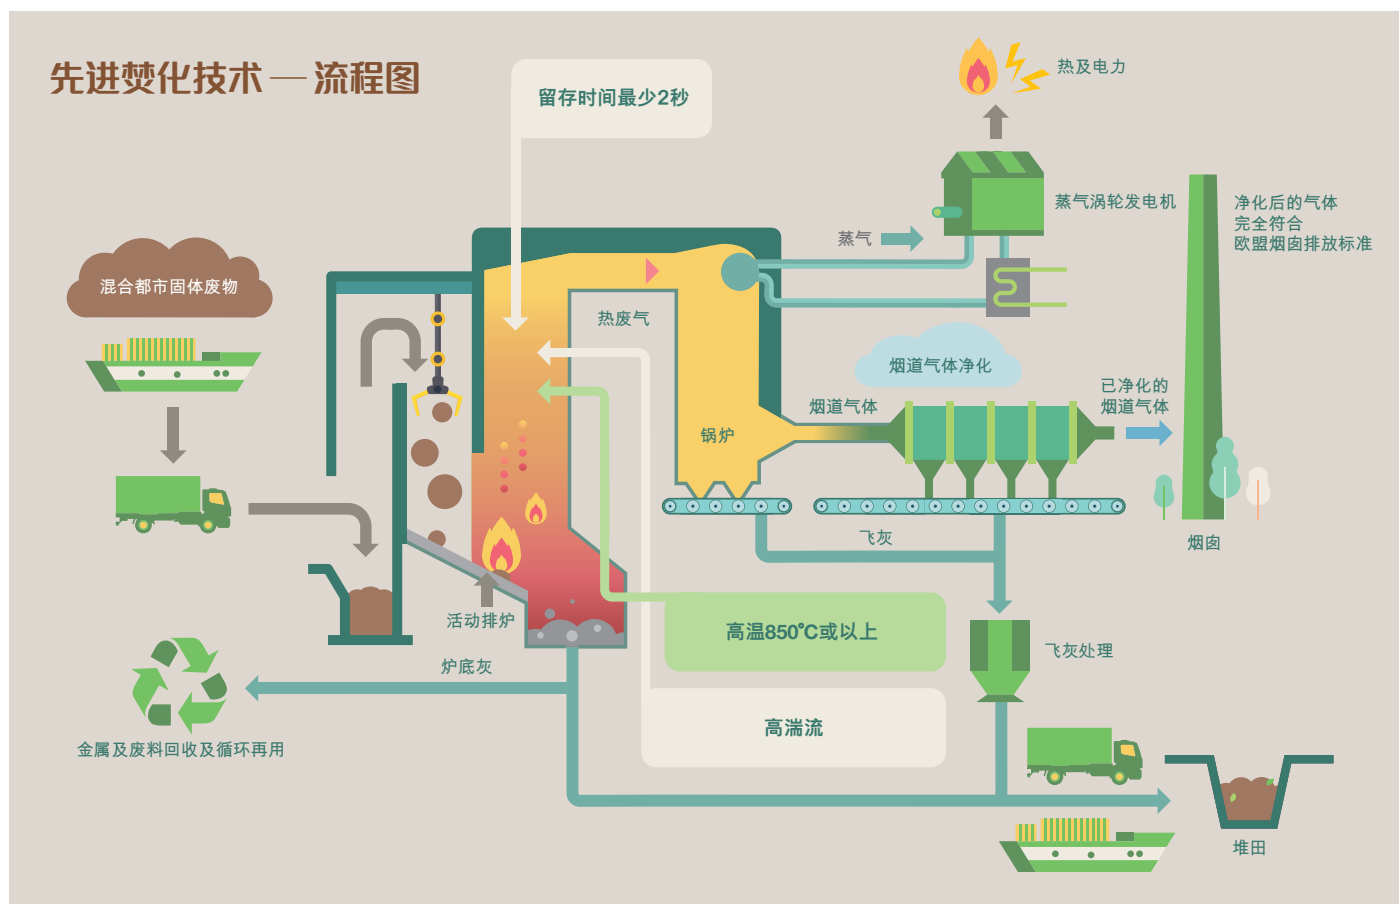 先进焚化技术 — 流程图
留存时间最少2秒
热及电力
蒸气涡轮发电机
蒸气
净化后的气体
完全符合
欧盟烟囱排放标准
混合都市固体废物
热废气
烟道气体净化
已净化的
烟道气体
烟道气体
锅炉
飞灰
烟囱
活动排炉
高温850°C或以上
飞灰处理
炉底灰
高湍流
金属及废料回收及循环再用
堆田